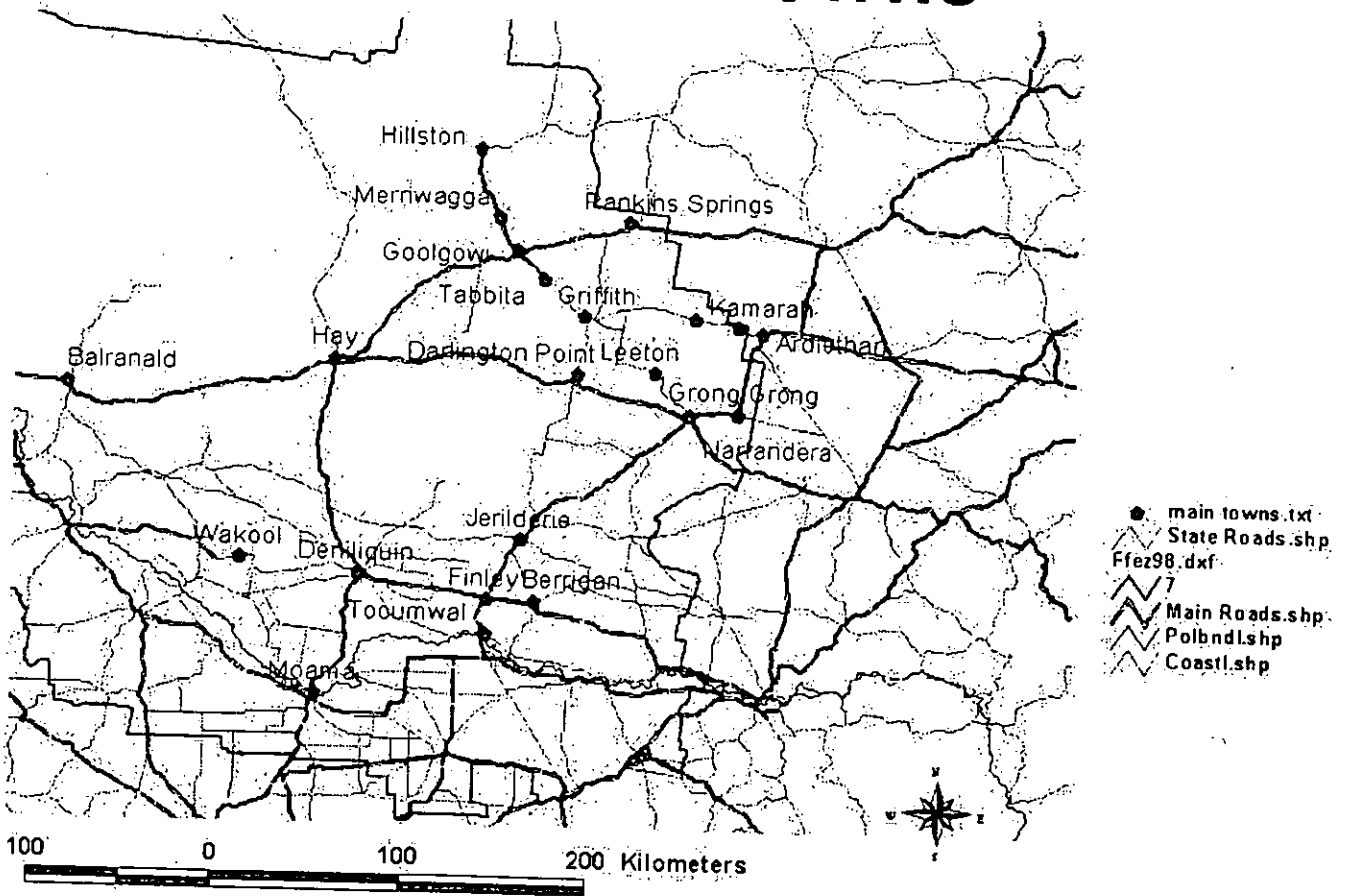 Hillston
Merriwagga
Rankins Springs
Goolgowi
Tabbita
Griffith
Kamarah
Hay
Ardlethan
Balranald
Darlington Point Leeton
Grong Grong
Narrandera
Jerilderie
Wakool
Deniliquin
Finley Berrigan
Tocumwal
Moama
main towns.txt
State Roads.shp
Ffez98.dxf
7
Main Roads.shp
Polbndl.shp
Coastl.shp
N
E
100 0 100 200 Kilometers